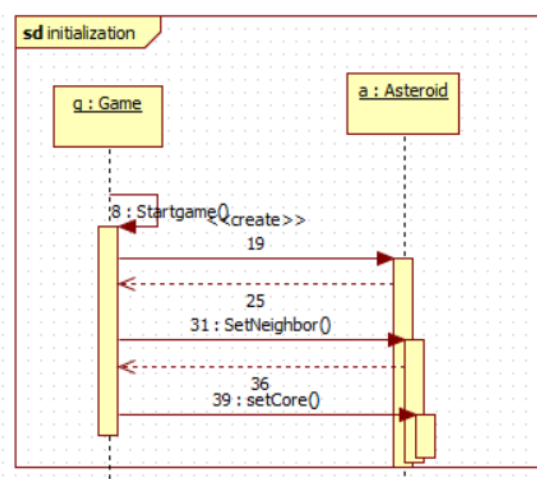 sd initialization
g : Game
a : Asteroid
8 : Startgame()
<<create>>
19
25
31 : SetNeighbor()
36
39 : setCore()